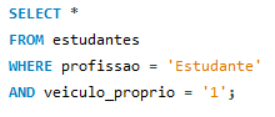 SELECT *
FROM estudantes
WHERE profissao = 'Estudante'
AND veiculo_proprio = '1';